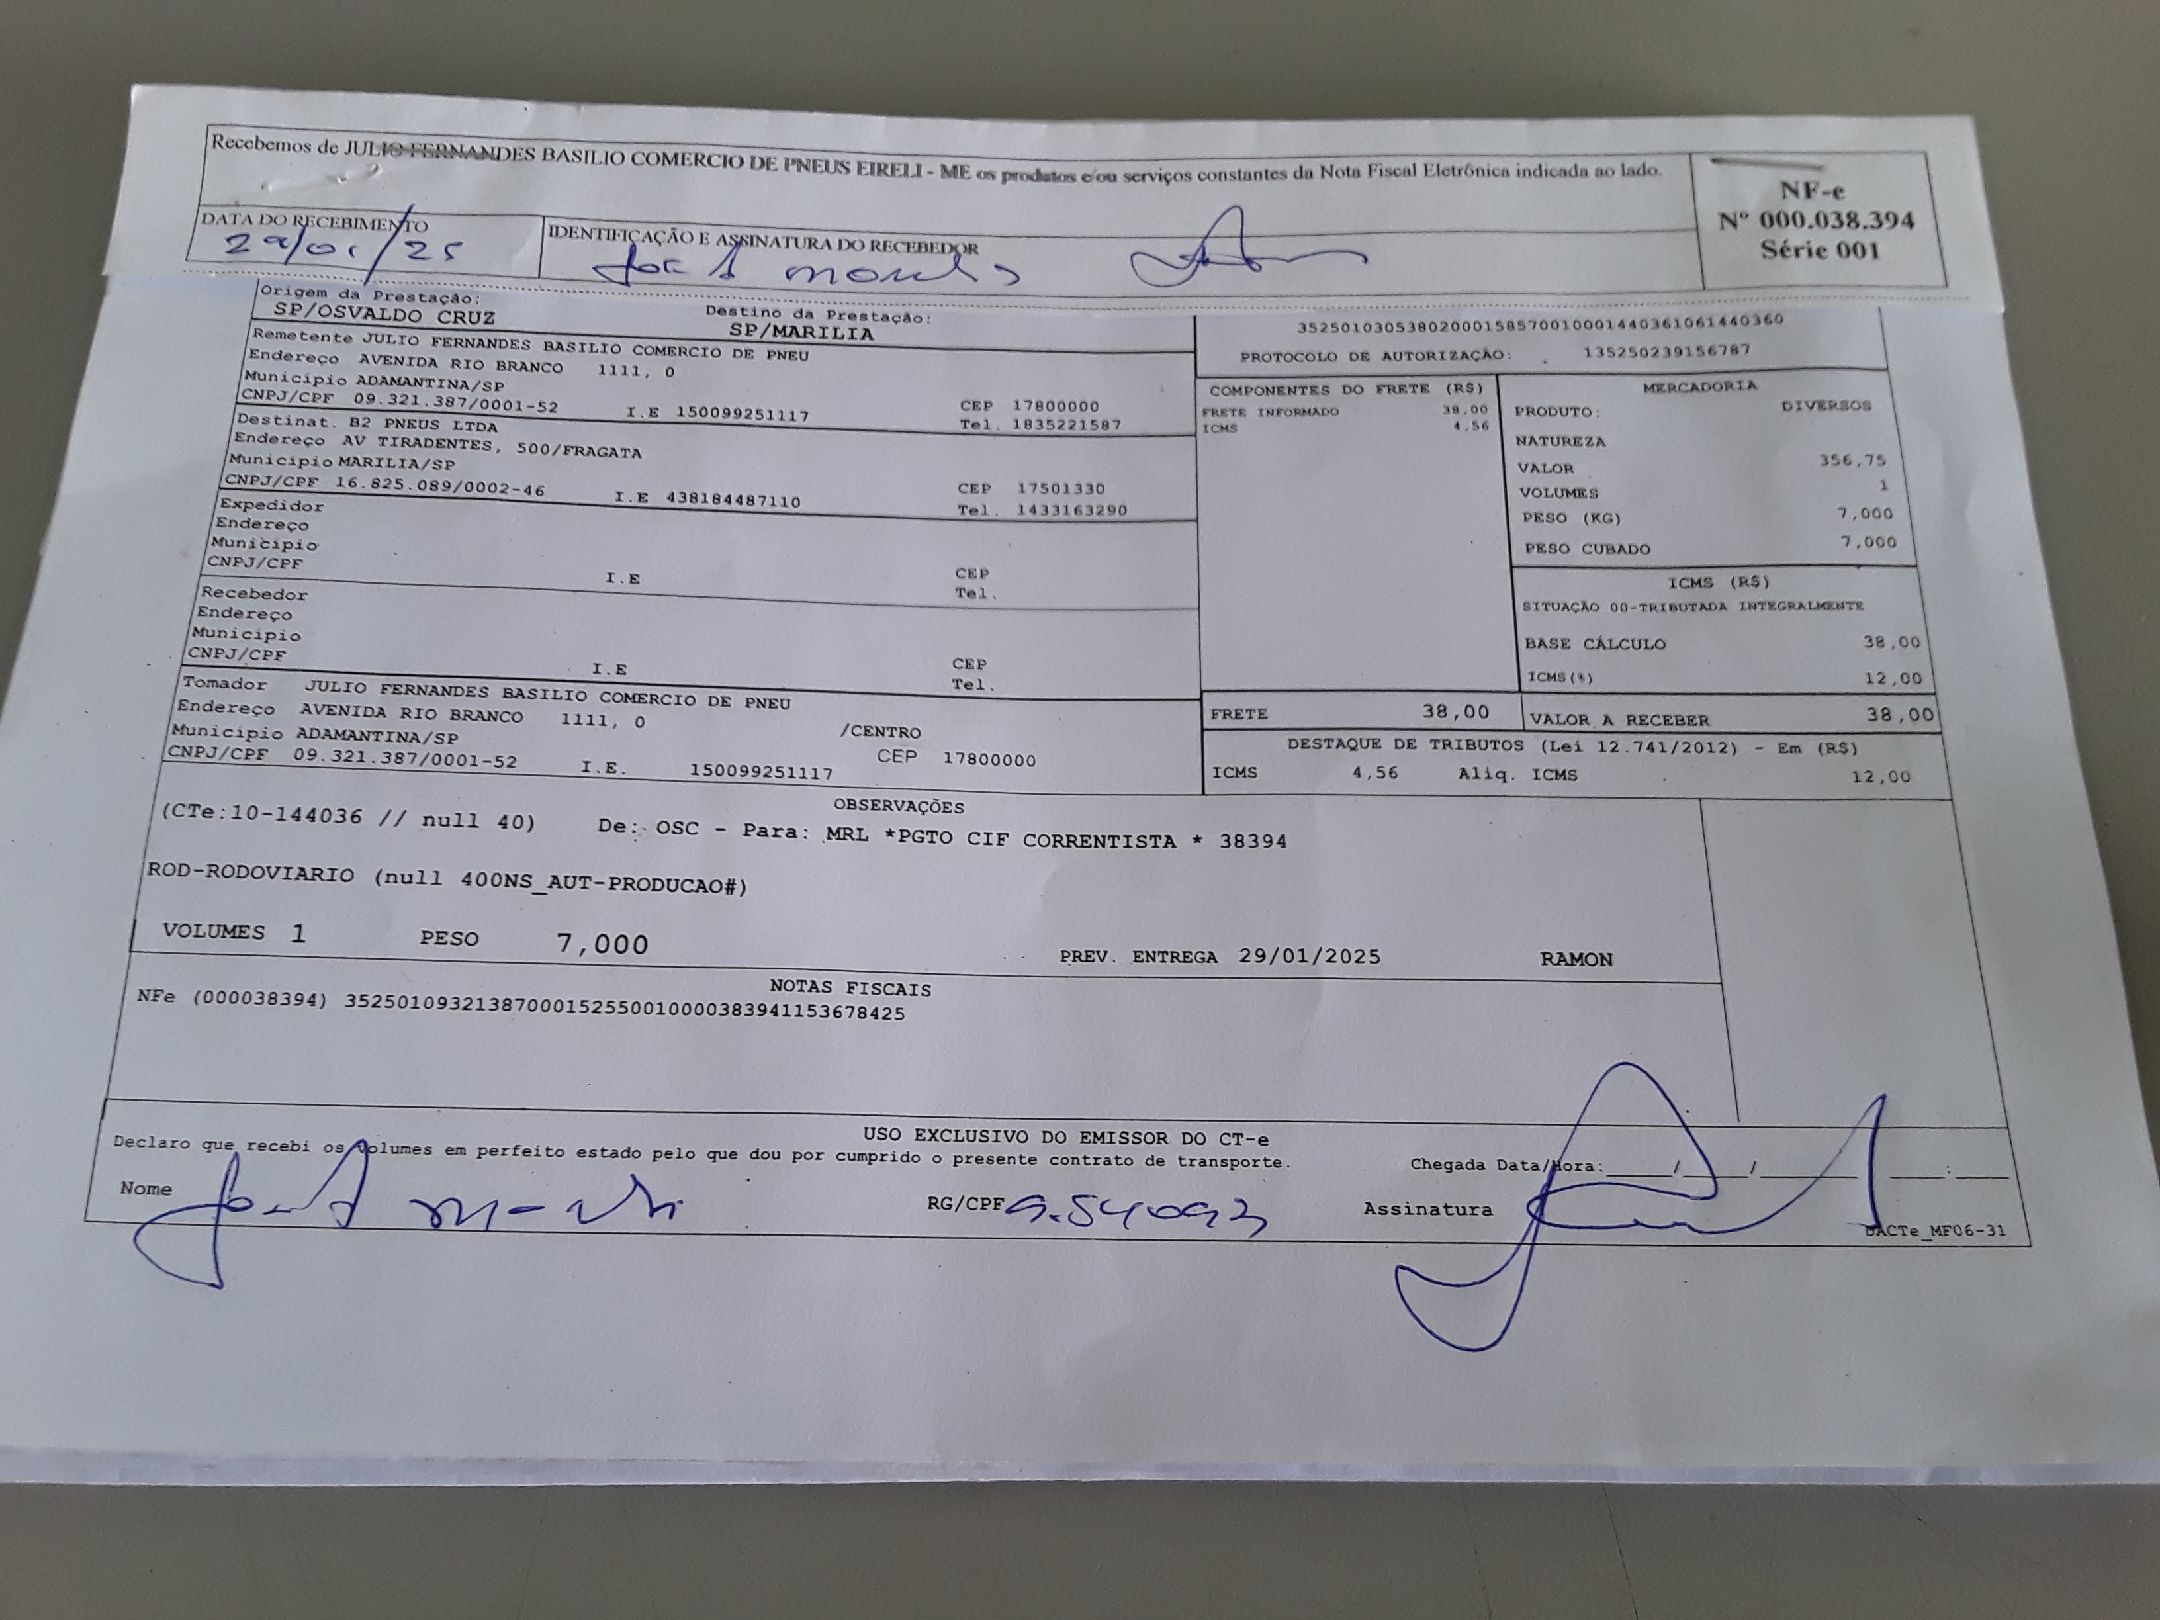 Recebemos de JULIO FERNANDES BASILIO COMERCIO DE PNEUS EIRELI - ME os produtos e/ou serviços constantes da Nota Fiscal Eletrônica indicada ao lado.
NF-e
Nº 000.038.394
Série 001
DATA DO RECEBIMENTO
29/01/25
IDENTIFICAÇÃO E ASSINATURA DO RECEBEDOR
Origem da Prestação:
SP/OSVALDO CRUZ
Destino da Prestação:
SP/MARILIA
Remetente JULIO FERNANDES BASILIO COMERCIO DE PNEU
Endereço AVENIDA RIO BRANCO 1111, 0
Municipio ADAMANTINA/SP CEP 17800000
CNPJ/CPF 09.321.387/0001-52 I.E 150099251117 Tel. 1835221587
Destinat. B2 PNEUS LTDA
Endereço AV TIRADENTES, 500/FRAGATA
Municipio MARILIA/SP CEP 17501330
CNPJ/CPF 16.825.089/0002-46 I.E 438184487110 Tel. 1433163290
Expedidor
Endereço
Municipio CEP
CNPJ/CPF I.E Tel.
Recebedor
Endereço
Municipio CEP
CNPJ/CPF I.E Tel.
Tomador JULIO FERNANDES BASILIO COMERCIO DE PNEU
Endereço AVENIDA RIO BRANCO 1111, 0 /CENTRO
Municipio ADAMANTINA/SP CEP 17800000
CNPJ/CPF 09.321.387/0001-52 I.E. 150099251117
35250103053802000158570010001440361061440360
PROTOCOLO DE AUTORIZAÇÃO: 135250239156787
COMPONENTES DO FRETE (R$)
FRETE INFORMADO 38,00
ICMS 4,56
MERCADORIA
PRODUTO: DIVERSOS
NATUREZA
VALOR 356,75
VOLUMES 1
PESO (KG) 7,000
PESO CUBADO 7,000
ICMS (R$)
SITUAÇÃO 00-TRIBUTADA INTEGRALMENTE
BASE CÁLCULO 38,00
ICMS(%) 12,00
FRETE 38,00 VALOR A RECEBER 38,00
DESTAQUE DE TRIBUTOS (Lei 12.741/2012) - Em (R$)
ICMS 4,56 Aliq. ICMS 12,00
OBSERVAÇÕES
(CTe:10-144036 // null 40) De: OSC - Para: MRL *PGTO CIF CORRENTISTA * 38394
ROD-RODOVIARIO (null 400NS_AUT-PRODUCAO#)
VOLUMES 1 PESO 7,000 PREV. ENTREGA 29/01/2025 RAMON
NOTAS FISCAIS
NFe (000038394) 35250109321387000152550010000383941153678425
USO EXCLUSIVO DO EMISSOR DO CT-e
Declaro que recebi os volumes em perfeito estado pelo que dou por cumprido o presente contrato de transporte.
Chegada Data/Hora:_____/_____/_____ ____:____
Nome RG/CPF Assinatura
DACTe_MF06-31